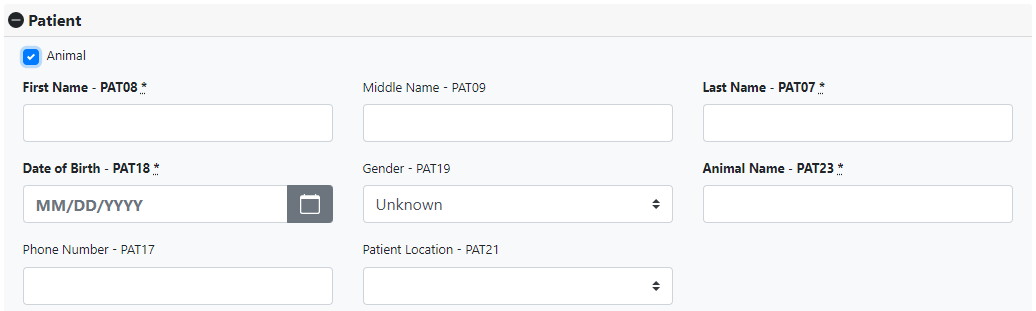 Patient
Animal
First Name - PAT08 *
Middle Name - PAT09
Last Name - PAT07 *
Date of Birth - PAT18 *
Gender - PAT19
Animal Name - PAT23 *
MM/DD/YYYY
Unknown
Phone Number - PAT17
Patient Location - PAT21